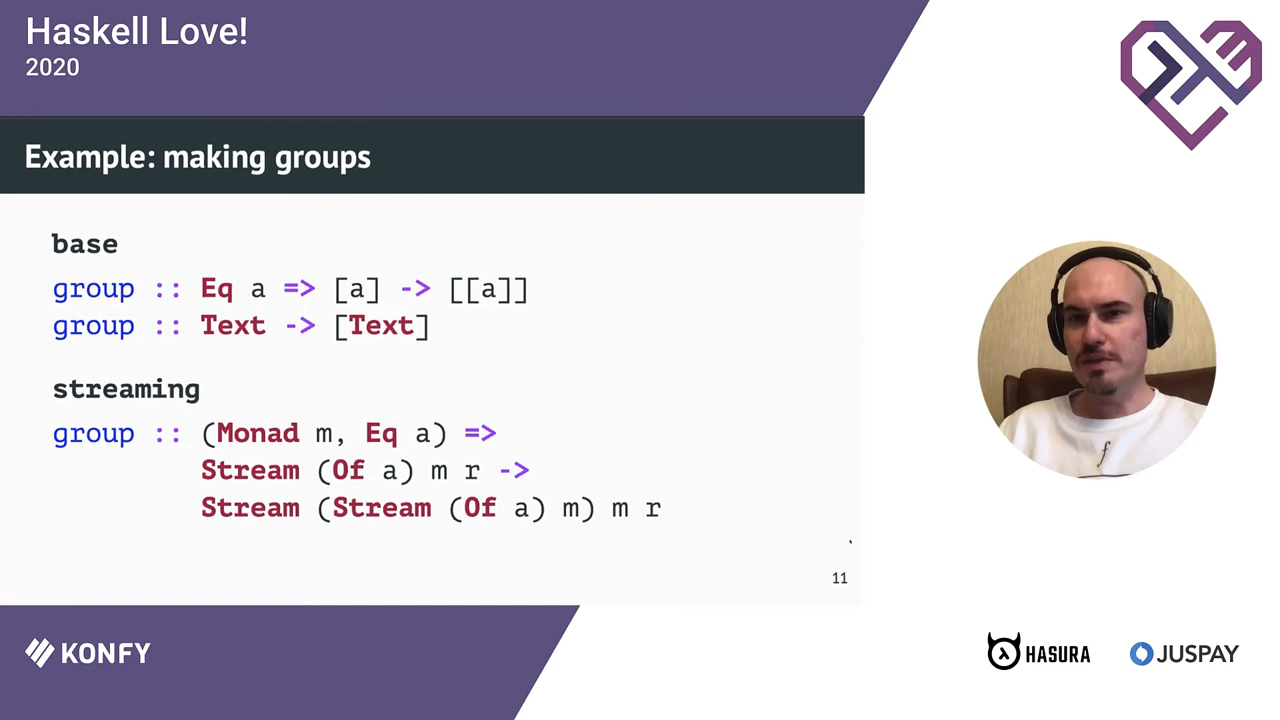 Haskell Love!
2020
Example: making groups
base
group :: Eq a => [a] -> [[a]]
group :: Text -> [Text]
streaming
group :: (Monad m, Eq a) =>
Stream (Of a) m r ->
Stream (Stream (Of a) m) m r
11
f
KONFY
HASURA
JUSPAY